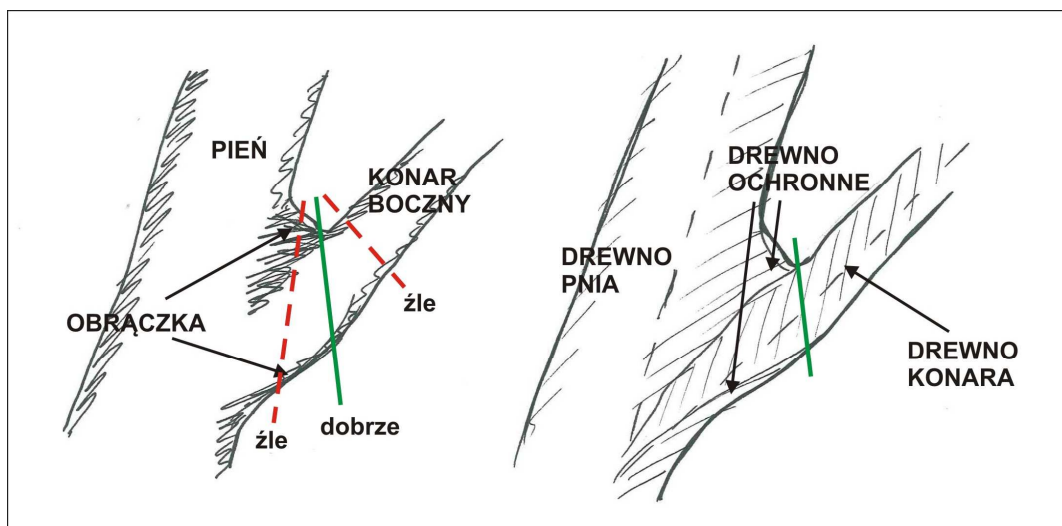 PIEŃ
KONAR
BOCZNY
OBRĄCZKA
źle
źle
dobrze
DREWNO
OCHRONNE
DREWNO
PNIA
DREWNO
KONARA